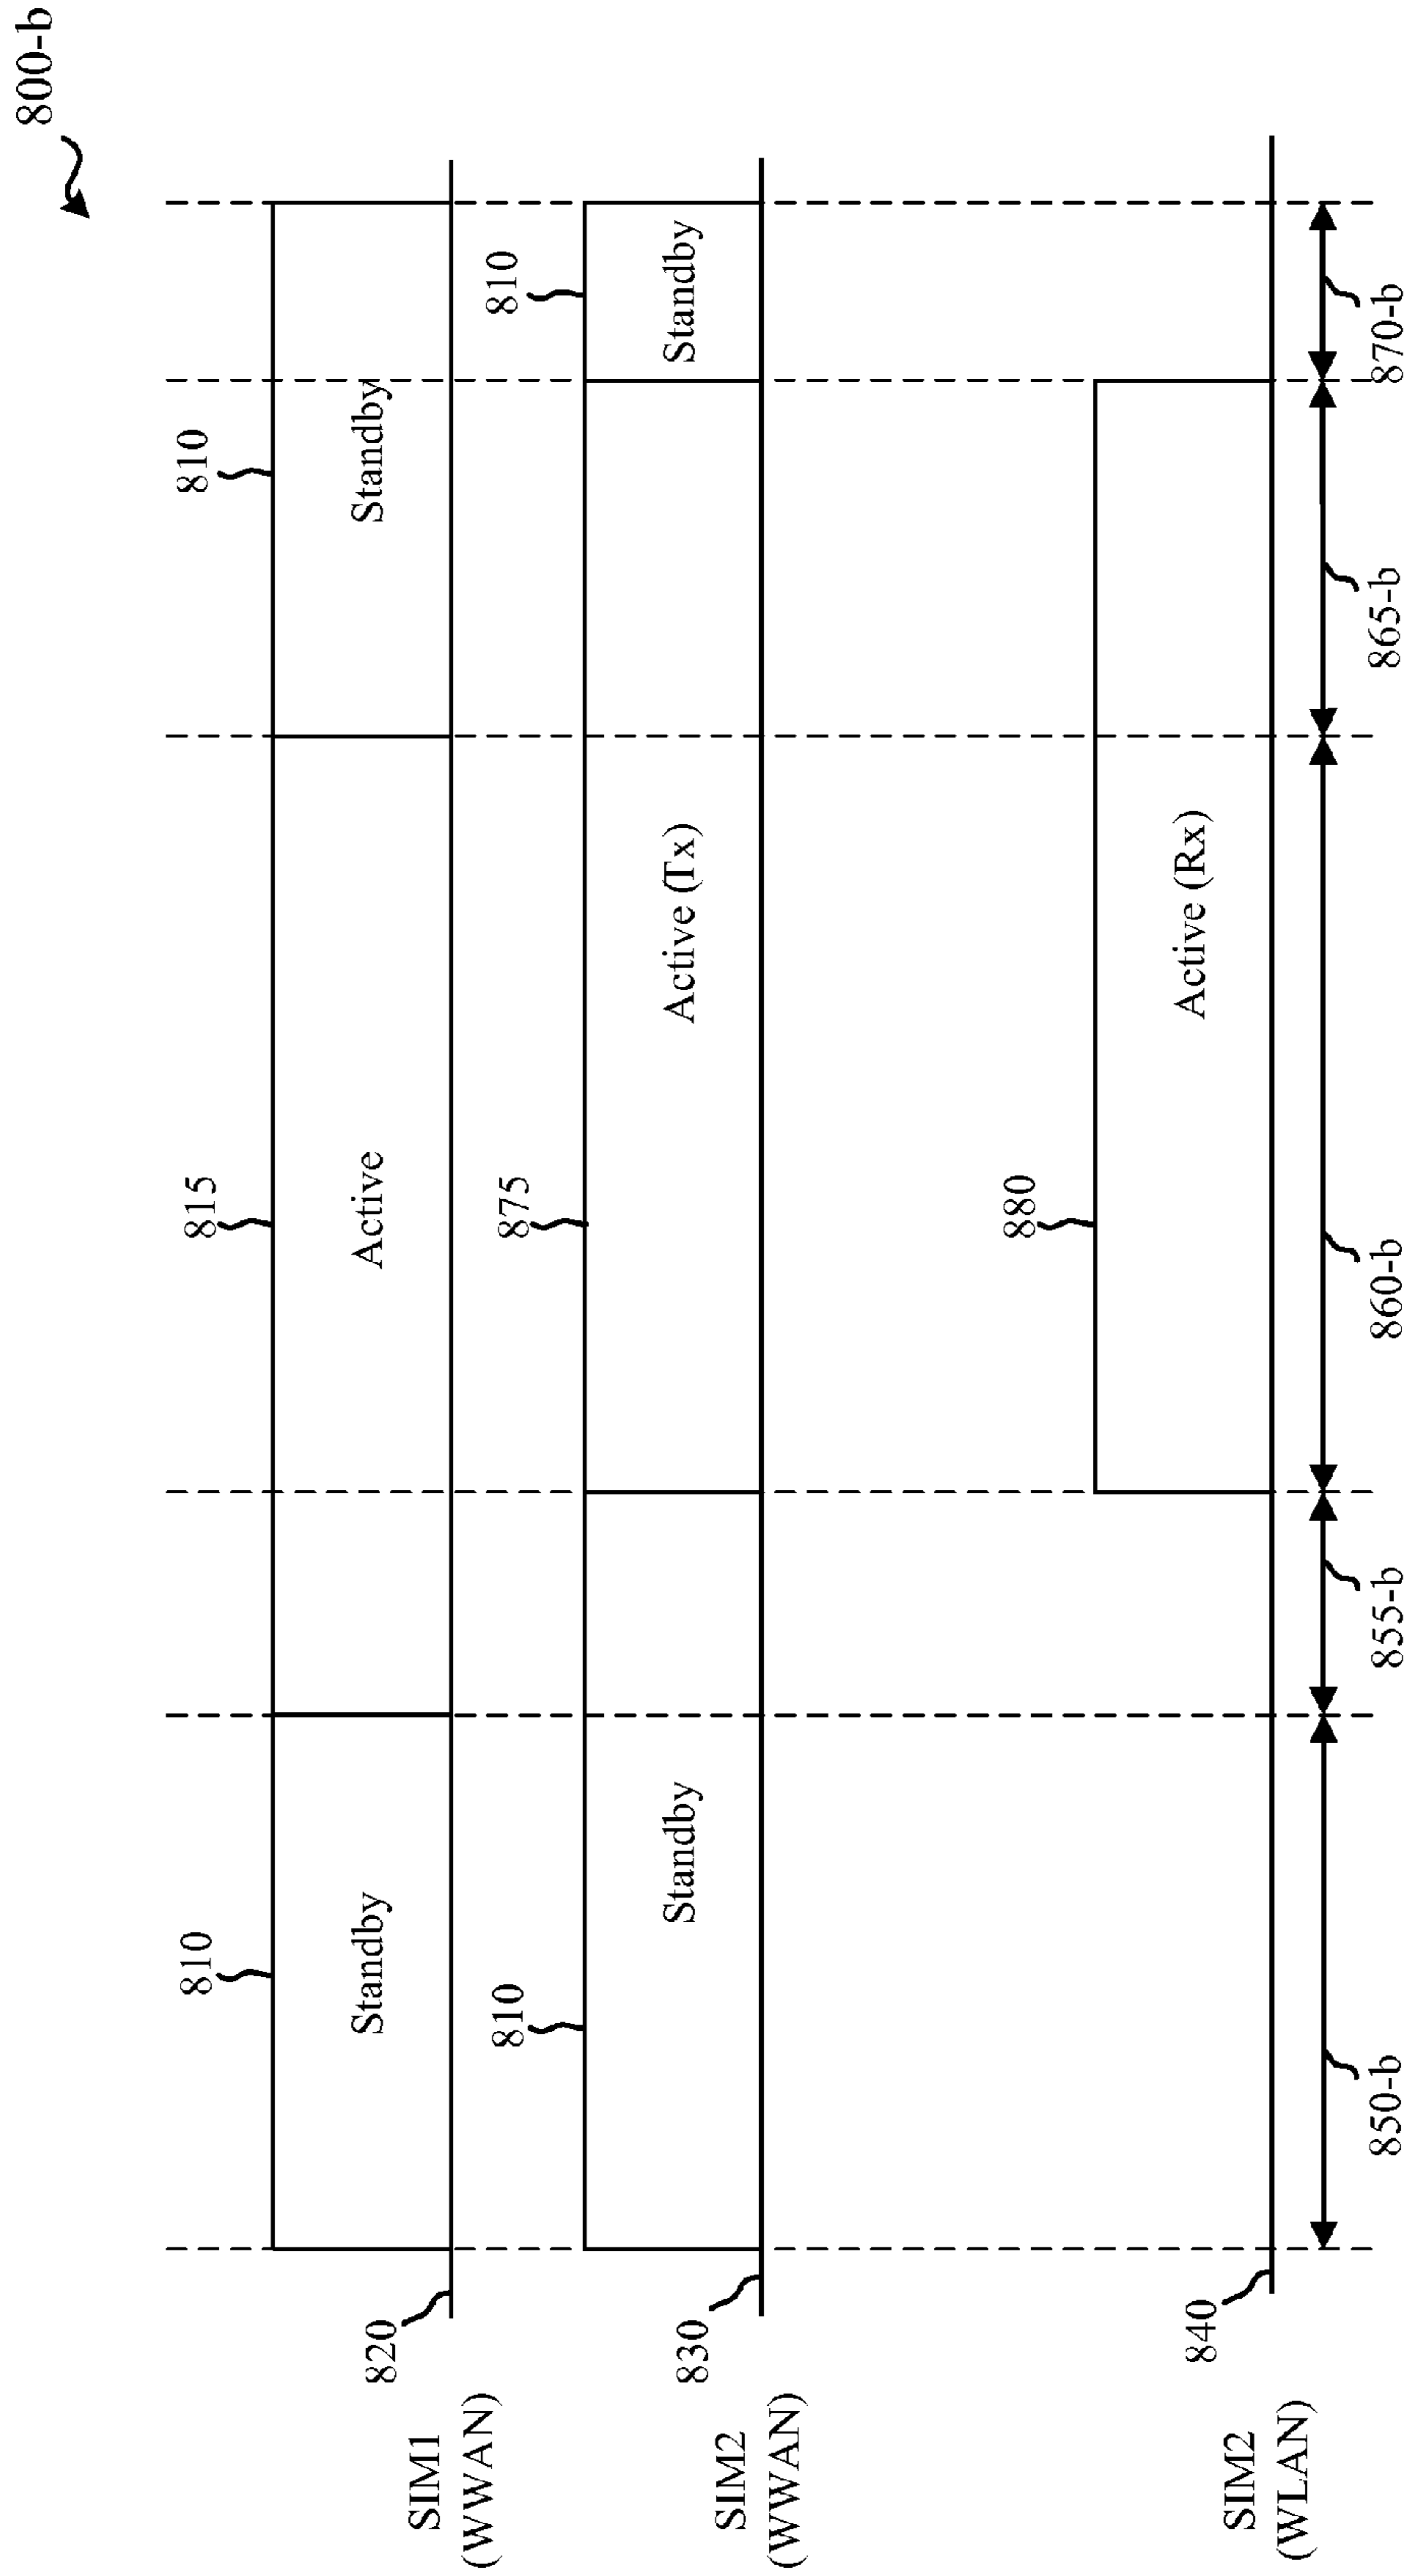 800-b
810
815
810
820
SIM1
(WWAN)
Standby
Active
Standby
810
875
810
830
SIM2
(WWAN)
Standby
Active (Tx)
Standby
880
840
SIM2
(WLAN)
Active (Rx)
850-b
855-b
860-b
865-b
870-b